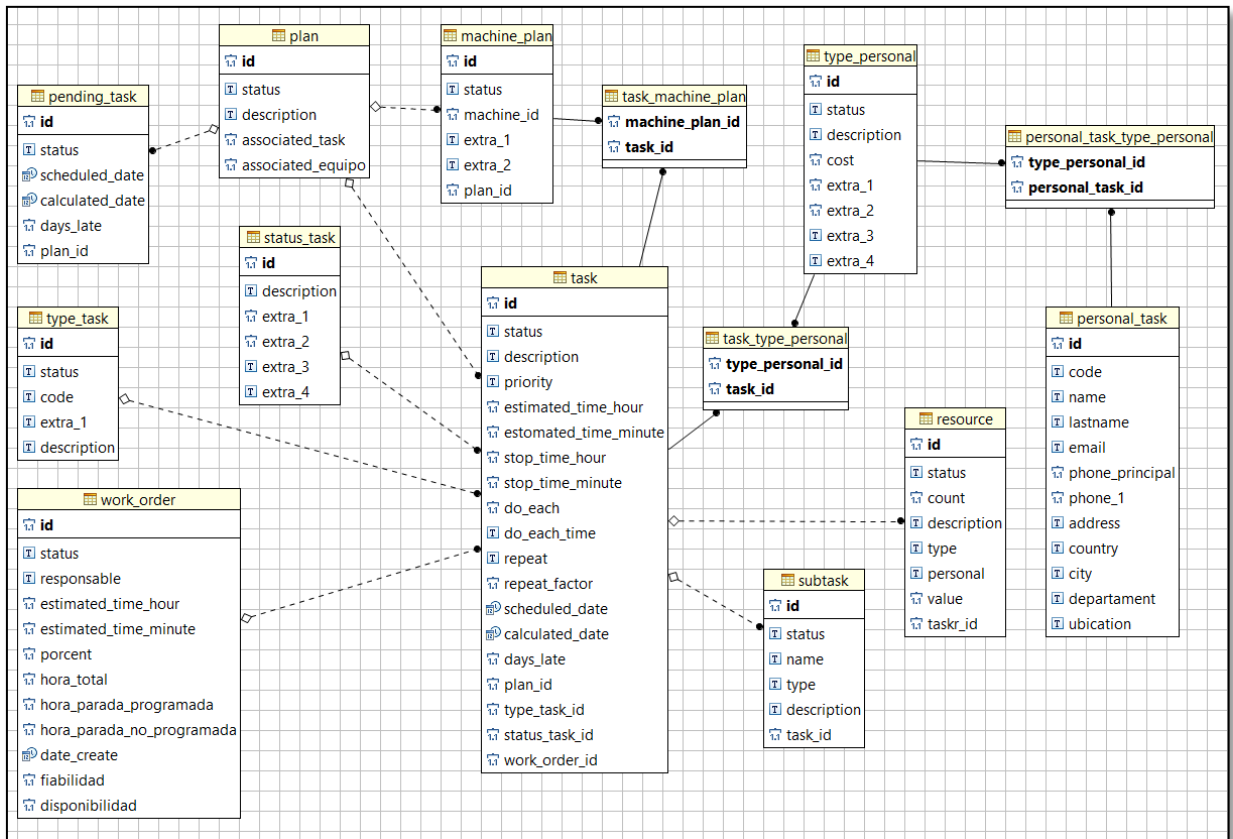 plan
id
status
description
associated_task
associated_equipo
machine_plan
id
status
machine_id
extra_1
extra_2
plan_id
type_personal
id
status
description
cost
extra_1
extra_2
extra_3
extra_4
pending_task
id
status
scheduled_date
calculated_date
days_late
plan_id
task_machine_plan
machine_plan_id
task_id
personal_task_type_personal
type_personal_id
personal_task_id
status_task
id
description
extra_1
extra_2
extra_3
extra_4
task
id
status
description
priority
estimated_time_hour
estomated_time_minute
stop_time_hour
stop_time_minute
do_each
do_each_time
repeat
repeat_factor
scheduled_date
calculated_date
days_late
plan_id
type_task_id
status_task_id
work_order_id
type_task
id
status
code
extra_1
description
task_type_personal
type_personal_id
task_id
personal_task
id
code
name
lastname
email
phone_principal
phone_1
address
country
city
departament
ubication
resource
id
status
count
description
type
personal
value
taskr_id
work_order
id
status
responsable
estimated_time_hour
estimated_time_minute
porcent
hora_total
hora_parada_programada
hora_parada_no_programada
date_create
fiabilidad
disponibilidad
subtask
id
status
name
type
description
task_id